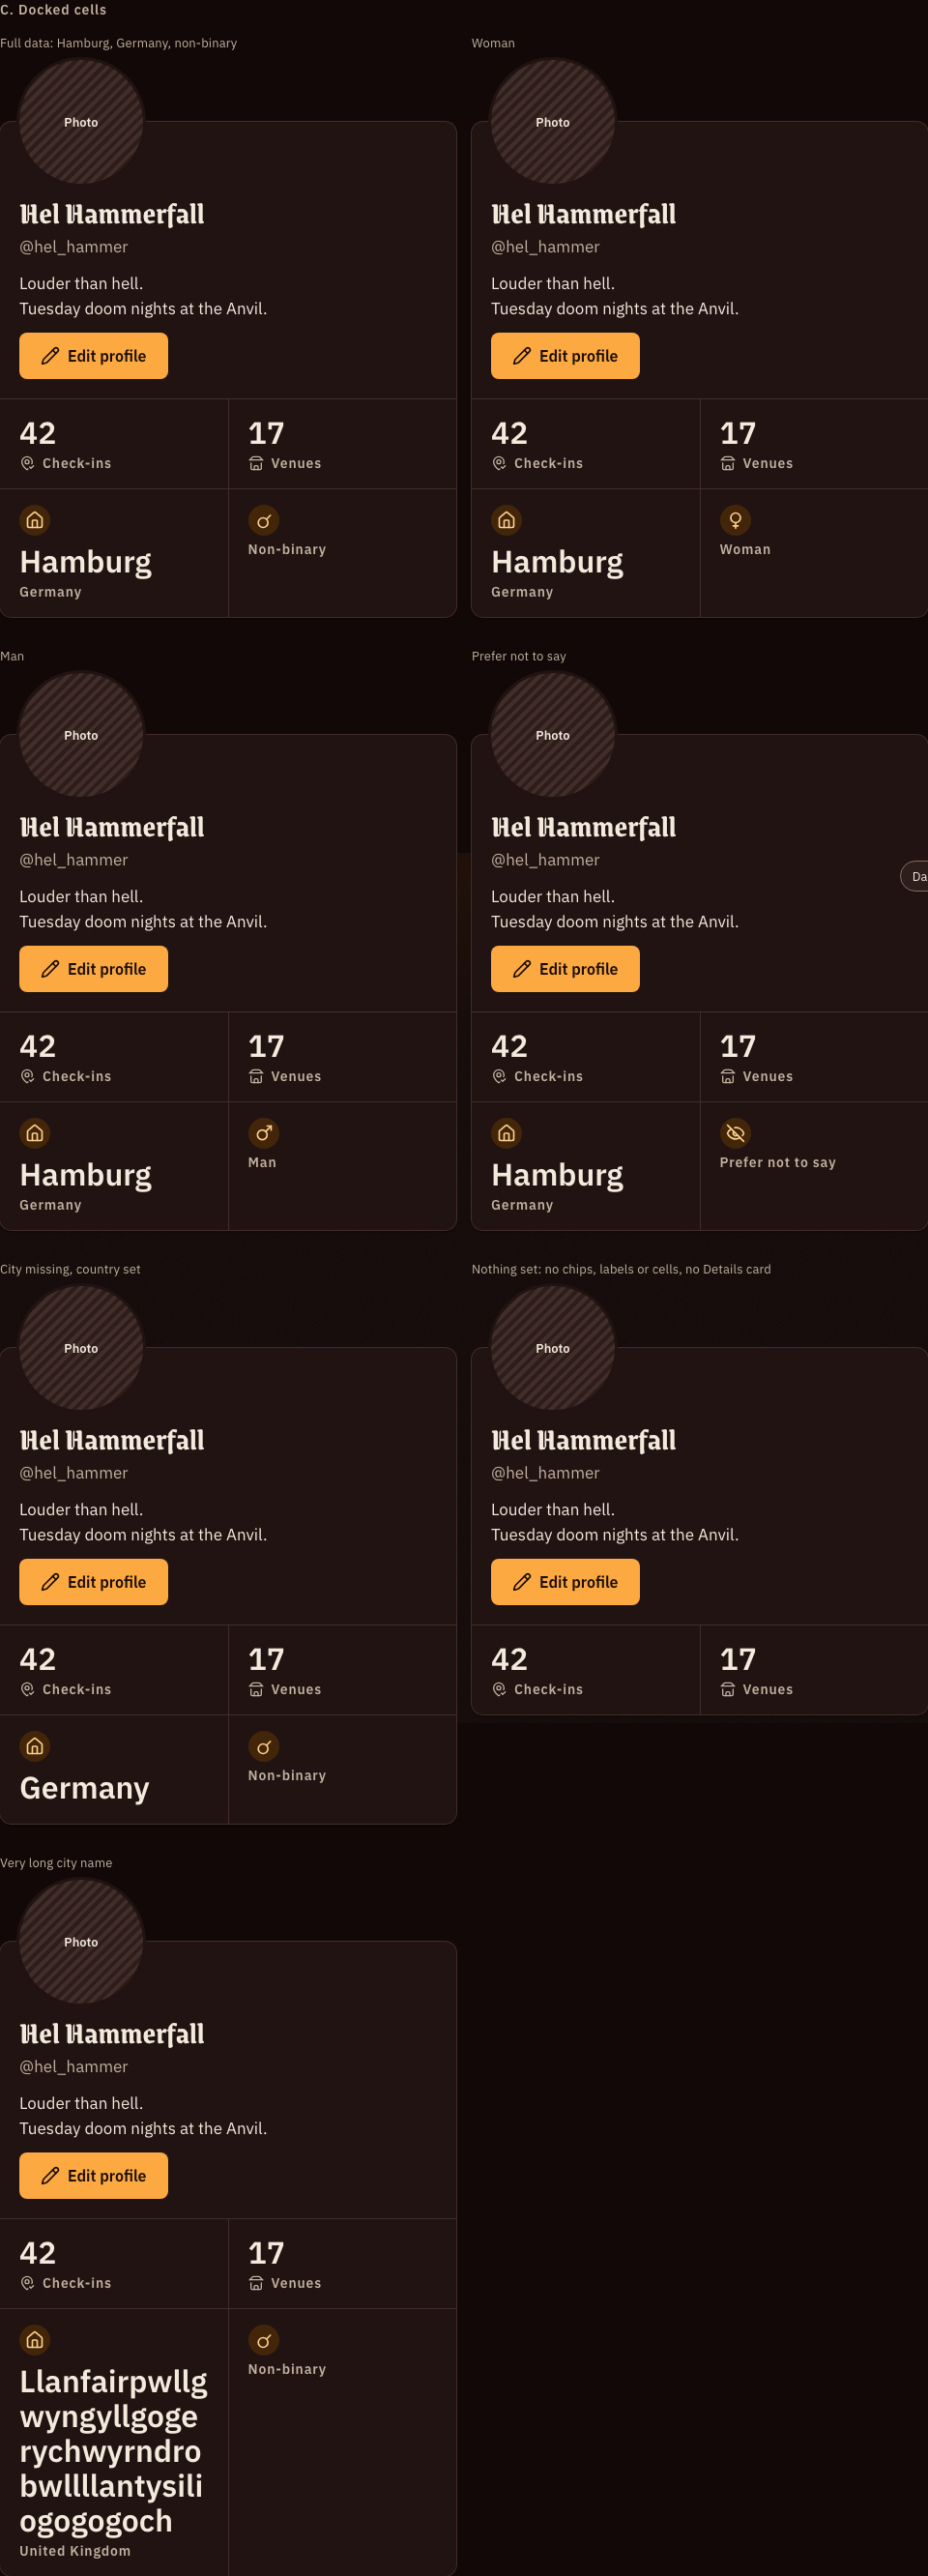 C. Docked cells
Full data: Hamburg, Germany, non-binary
Photo
Hel Hammerfall
@hel_hammer
Louder than hell.
Tuesday doom nights at the Anvil.
Edit profile
42
Check-ins
17
Venues
Hamburg
Germany
Non-binary
Woman
Photo
Hel Hammerfall
@hel_hammer
Louder than hell.
Tuesday doom nights at the Anvil.
Edit profile
42
Check-ins
17
Venues
Hamburg
Germany
Woman
Man
Photo
Hel Hammerfall
@hel_hammer
Louder than hell.
Tuesday doom nights at the Anvil.
Edit profile
42
Check-ins
17
Venues
Hamburg
Germany
Man
Prefer not to say
Photo
Hel Hammerfall
@hel_hammer
Da
Louder than hell.
Tuesday doom nights at the Anvil.
Edit profile
42
Check-ins
17
Venues
Hamburg
Germany
Prefer not to say
City missing, country set
Photo
Hel Hammerfall
@hel_hammer
Louder than hell.
Tuesday doom nights at the Anvil.
Edit profile
42
Check-ins
17
Venues
Germany
Non-binary
Nothing set: no chips, labels or cells, no Details card
Photo
Hel Hammerfall
@hel_hammer
Louder than hell.
Tuesday doom nights at the Anvil.
Edit profile
42
Check-ins
17
Venues
Very long city name
Photo
Hel Hammerfall
@hel_hammer
Louder than hell.
Tuesday doom nights at the Anvil.
Edit profile
42
Check-ins
17
Venues
Llanfairpwllg
wyngyllgoge
rychwyrndro
bwllllantysili
ogogogoch
United Kingdom
Non-binary